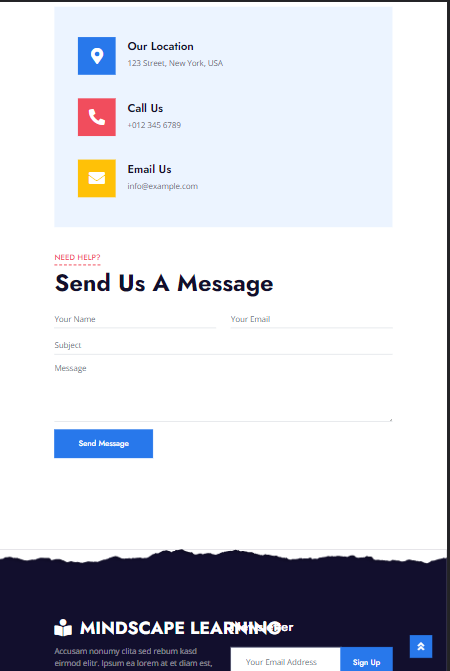 Our Location
123 Street, New York, USA
Call Us
+012 345 6789
Email Us
info@example.com
NEED HELP?
Send Us A Message
Your Name
Your Email
Subject
Message
Send Message
MINDSCAPE LEARNING
Newsletter
Accusam nonumy clita sed rebum kasd
eirmod elitr. Ipsum ea lorem at et diam est,
Your Email Address
Sign Up